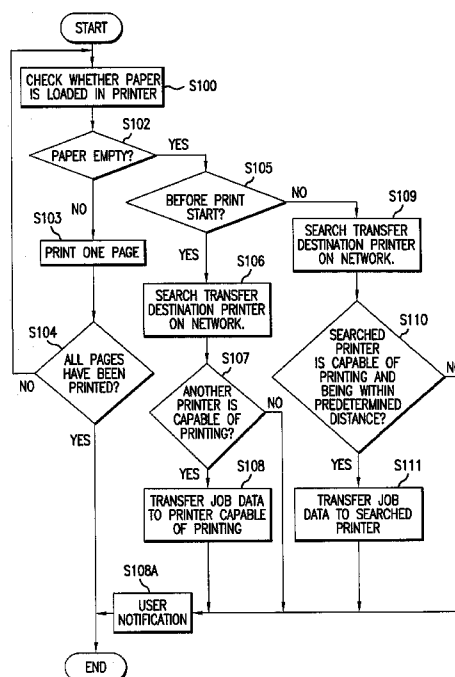 START
CHECK WHETHER PAPER
IS LOADED IN PRINTER
S100
S102
PAPER EMPTY?
YES
S105
BEFORE PRINT
START?
NO
S109
NO
S103
PRINT ONE PAGE
YES
S106
SEARCH TRANSFER
DESTINATION PRINTER
ON NETWORK.
SEARCH TRANSFER
DESTINATION PRINTER
ON NETWORK.
S104
ALL PAGES
HAVE BEEN
PRINTED?
NO
YES
S107
ANOTHER
PRINTER IS
CAPABLE OF
PRINTING?
NO
S110
SEARCHED
PRINTER
IS CAPABLE OF
PRINTING AND
BEING WITHIN
PREDETERMINED
DISTANCE?
NO
YES
S108
TRANSFER JOB DATA
TO PRINTER CAPABLE
OF PRINTING
YES
S111
TRANSFER JOB
DATA TO SEARCHED
PRINTER
S108A
USER
NOTIFICATION
END